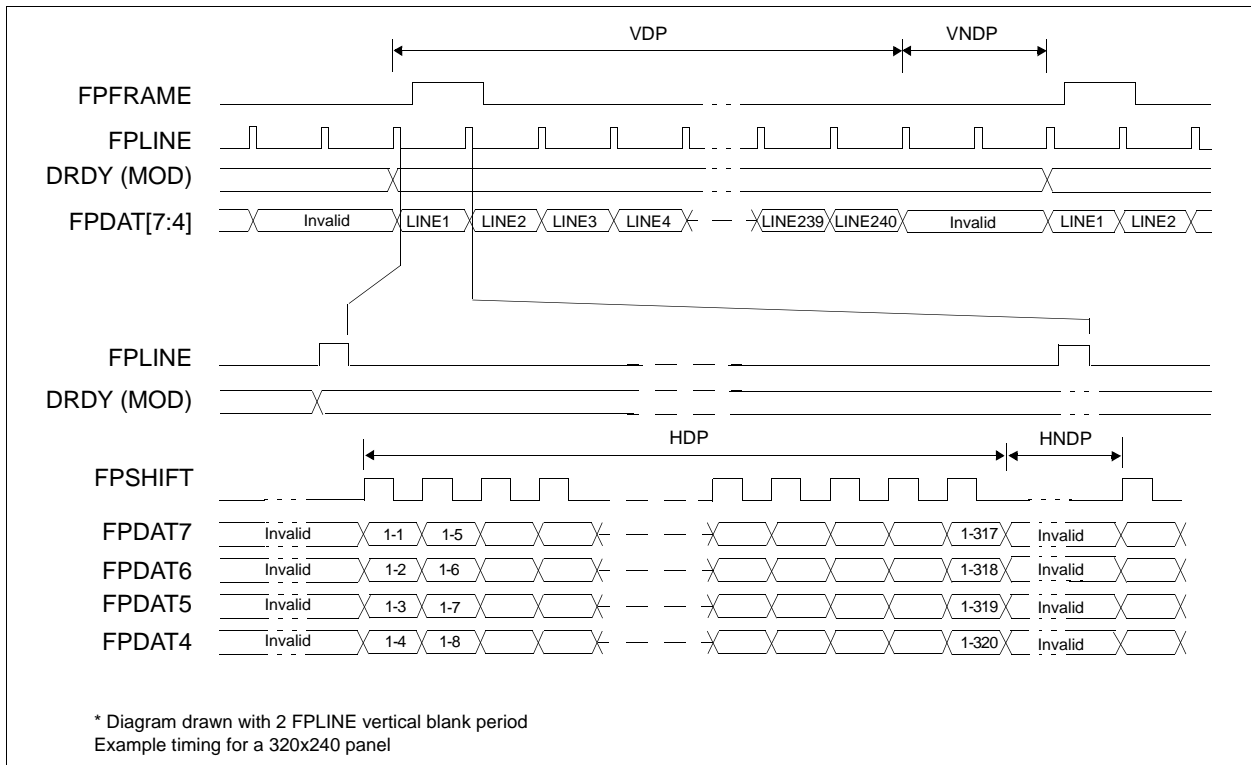 VDP VNDP
FPFRAME
FPLINE
DRDY (MOD)
FPDAT[7:4] Invalid LINE1 LINE2 LINE3 LINE4 LINE239 LINE240 Invalid LINE1 LINE2
FPLINE
DRDY (MOD)
HDP HNDP
FPSHIFT
FPDAT7 Invalid 1-1 1-5 1-317 Invalid
FPDAT6 Invalid 1-2 1-6 1-318 Invalid
FPDAT5 Invalid 1-3 1-7 1-319 Invalid
FPDAT4 Invalid 1-4 1-8 1-320 Invalid
* Diagram drawn with 2 FPLINE vertical blank period
Example timing for a 320x240 panel